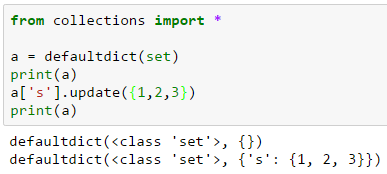 from collections import *
a = defaultdict(set)
print(a)
a['s'].update({1,2,3})
print(a)
defaultdict(<class 'set'>, {})
defaultdict(<class 'set'>, {'s': {1, 2, 3}})